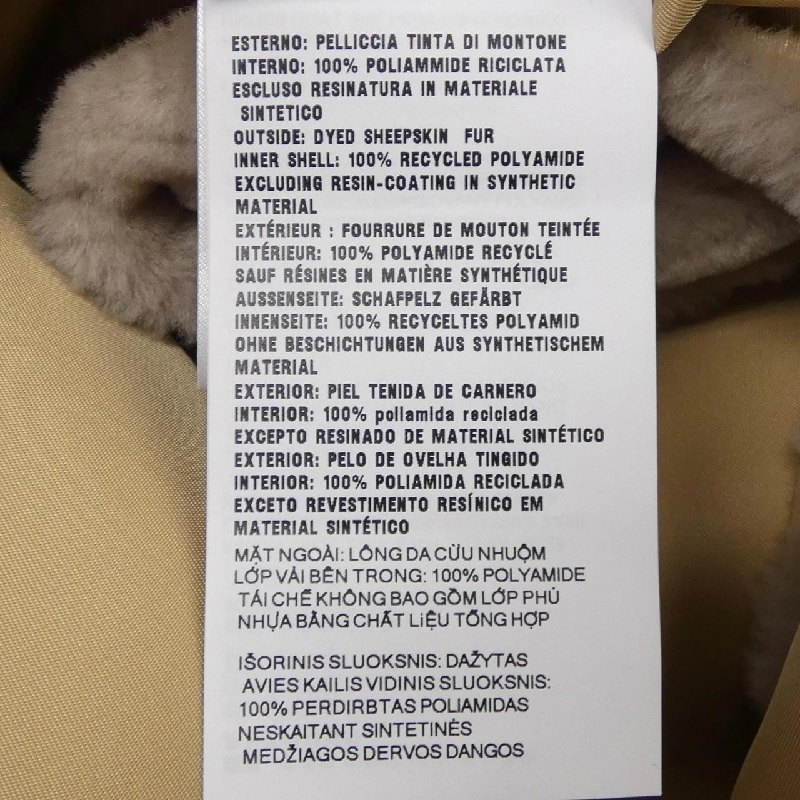 ESTERNO: PELLICCIA TINTA DI MONTONE
INTERNO: 100% POLIAMMIDE RICICLATA
ESCLUSO RESINATURA IN MATERIALE
SINTETICO
OUTSIDE: DYED SHEEPSKIN FUR
INNER SHELL: 100% RECYCLED POLYAMIDE
EXCLUDING RESIN-COATING IN SYNTHETIC
MATERIAL
EXTÉRIEUR : FOURRURE DE MOUTON TEINTÉE
INTÉRIEUR: 100% POLYAMIDE RECYCLÉ
SAUF RÉSINES EN MATIÈRE SYNTHÉTIQUE
AUSSENSEITE: SCHAFPELZ GEFÄRBT
INNENSEITE: 100% RECYCELTES POLYAMID
OHNE BESCHICHTUNGEN AUS SYNTHETISCHEM
MATERIAL
EXTERIOR: PIEL TENIDA DE CARNERO
INTERIOR: 100% poliamida reciclada
EXCEPTO RESINADO DE MATERIAL SINTÉTICO
EXTERIOR: PELO DE OVELHA TINGIDO
INTERIOR: 100% POLIAMIDA RECICLADA
EXCETO REVESTIMENTO RESÍNICO EM
MATERIAL SINTÉTICO
MẶT NGOÀI: LÔNG DA CỪU NHUỘM
LỚP VẢI BÊN TRONG: 100% POLYAMIDE
TÁI CHẾ KHÔNG BAO GỒM LỚP PHỦ
NHỰA BẰNG CHẤT LiỆU TỔNG HỢP
IŠORINIS SLUOKSNIS: DAŽYTAS
AVIES KAILIS VIDINIS SLUOKSNIS:
100% PERDIRBTAS POLIAMIDAS
NESKAITANT SINTETINĖS
MEDŽIAGOS DERVOS DANGOS